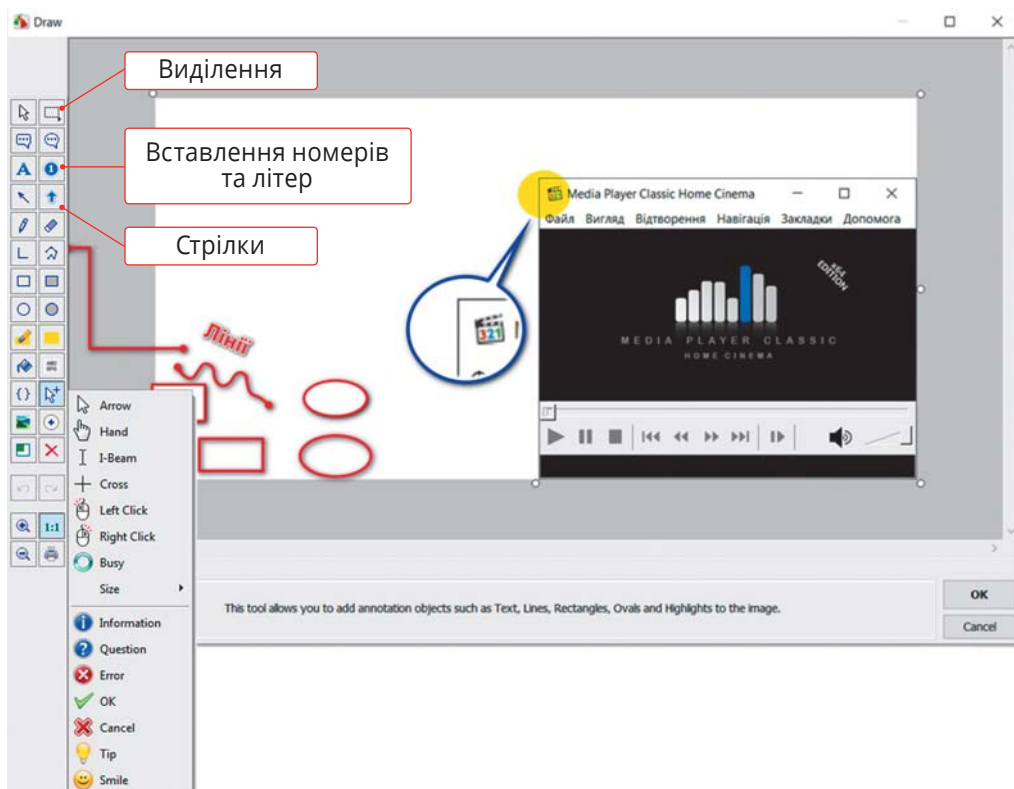 Draw
Виділення
Вставлення номерів
та літер
Стрілки
Media Player Classic Home Cinema
Файл Вигляд Відтворення Навігація Закладки Допомога
x64
EDITION
MEDIA PLAYER CLASSIC
HOME CINEMA
321
Лінії
A 1
{}
1:1
Arrow
Hand
I-Beam
Cross
Left Click
Right Click
Busy
Size
Information
Question
Error
OK
Cancel
Tip
Smile
This tool allows you to add annotation objects such as Text, Lines, Rectangles, Ovals and Highlights to the image.
OK
Cancel